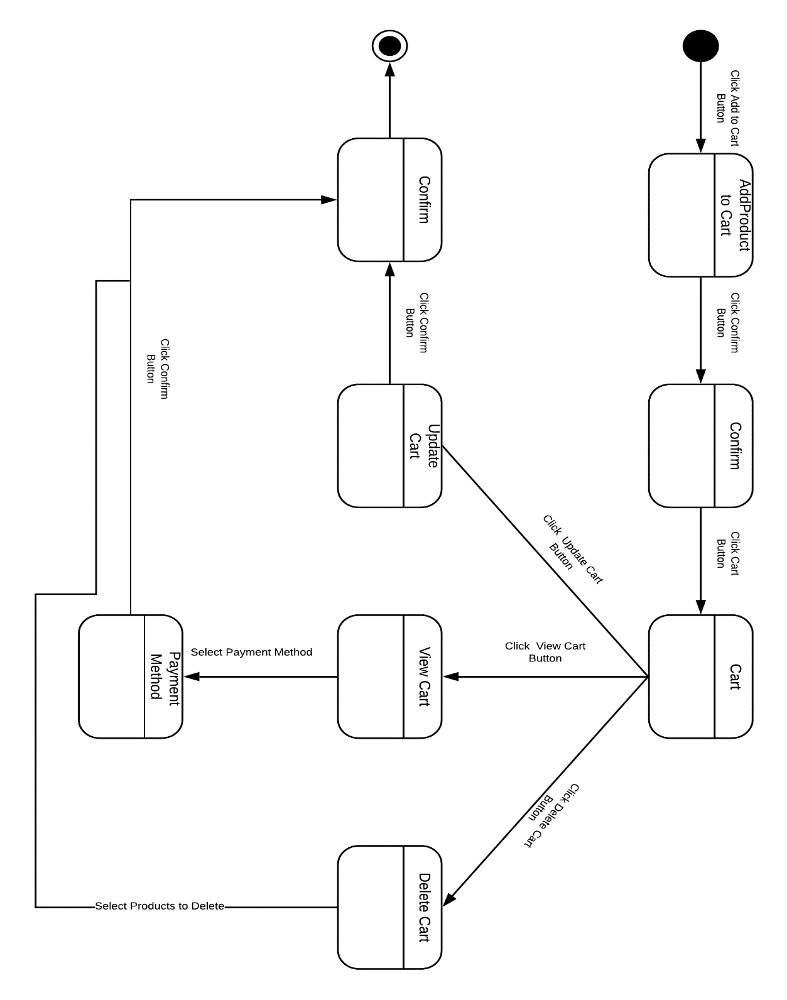 Click Add to Cart
Button
AddProduct
to Cart
Click Confirm
Button
Confirm
Click Cart
Button
Cart
Click  Update Cart
Button
Click  View Cart
Button
Click Delete Cart
Button
Update
Cart
Click Confirm
Button
Confirm
View Cart
Select Payment Method
Payment
Method
Click Confirm
Button
Delete Cart
Select Products to Delete